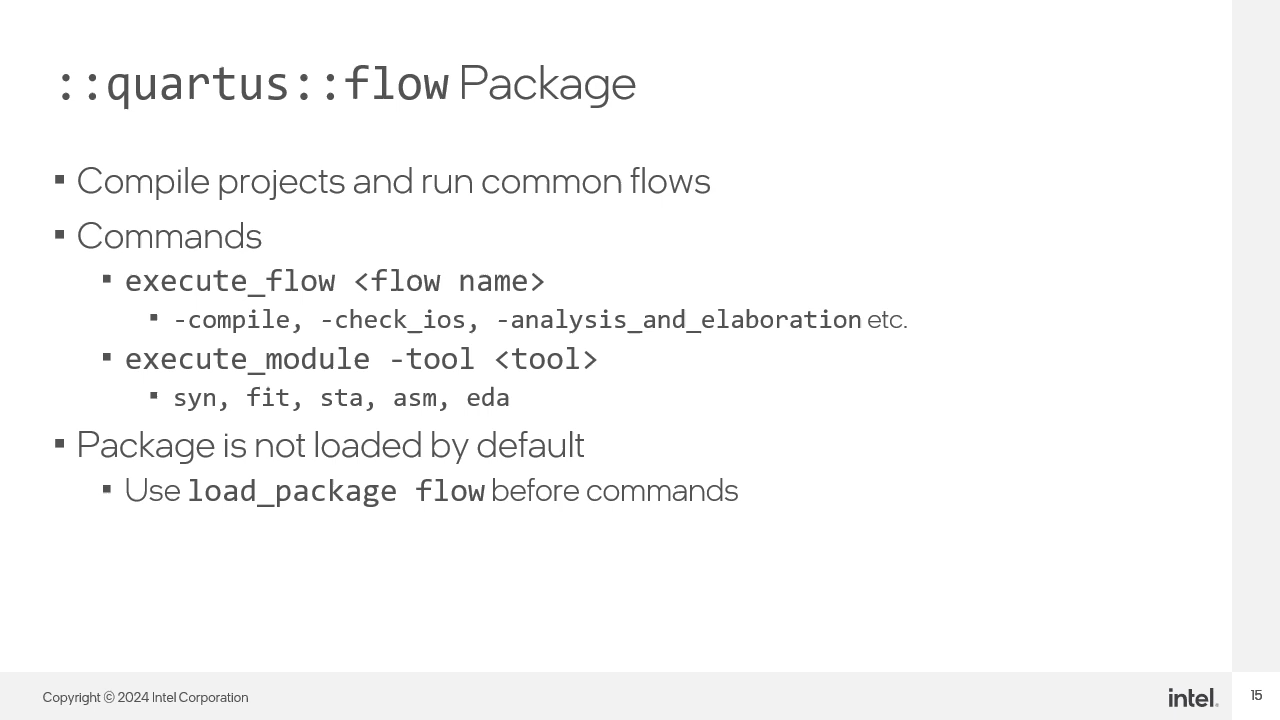 ::quartus::flow Package
▪ Compile projects and run common flows
▪ Commands
▪ execute_flow <flow name>
▪ -compile, -check_ios, -analysis_and_elaboration etc.
▪ execute_module -tool <tool>
▪ syn, fit, sta, asm, eda
▪ Package is not loaded by default
▪ Use load_package flow before commands
Copyright © 2024 Intel Corporation
intel.
15